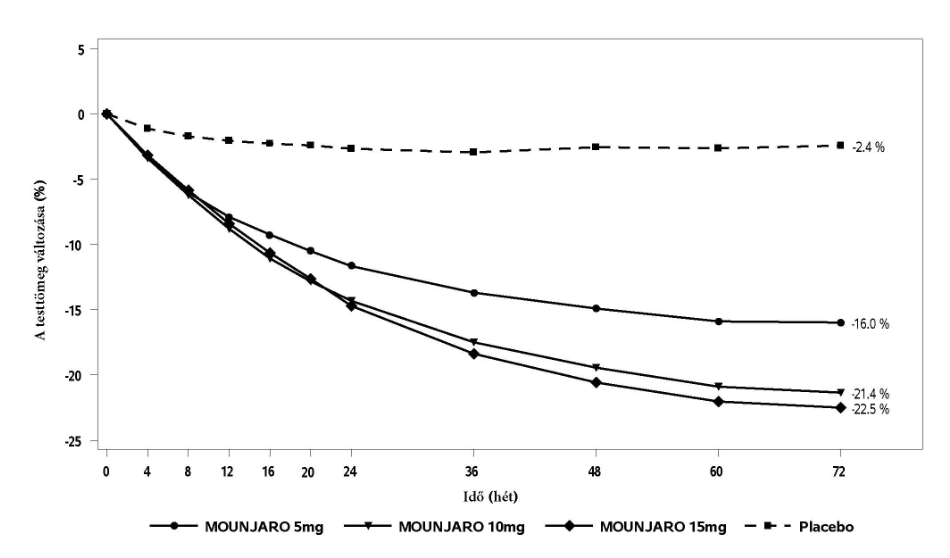 5
0
-5
-10
-15
-20
-25
A testtömeg változása (%)
-2.4 %
-16.0 %
-21.4 %
-22.5 %
0 4 8 12 16 20 24 36 48 60 72
Idő (hét)
MOUNJARO 5mg MOUNJARO 10mg MOUNJARO 15mg Placebo